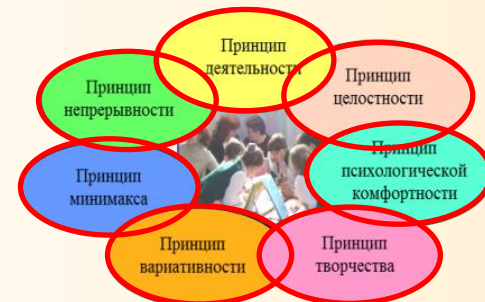 Принцип
деятельности
Принцип
целостности
Принцип
психологической
комфортности
Принцип
творчества
Принцип
вариативности
Принцип
минимакса
Принцип
непрерывности